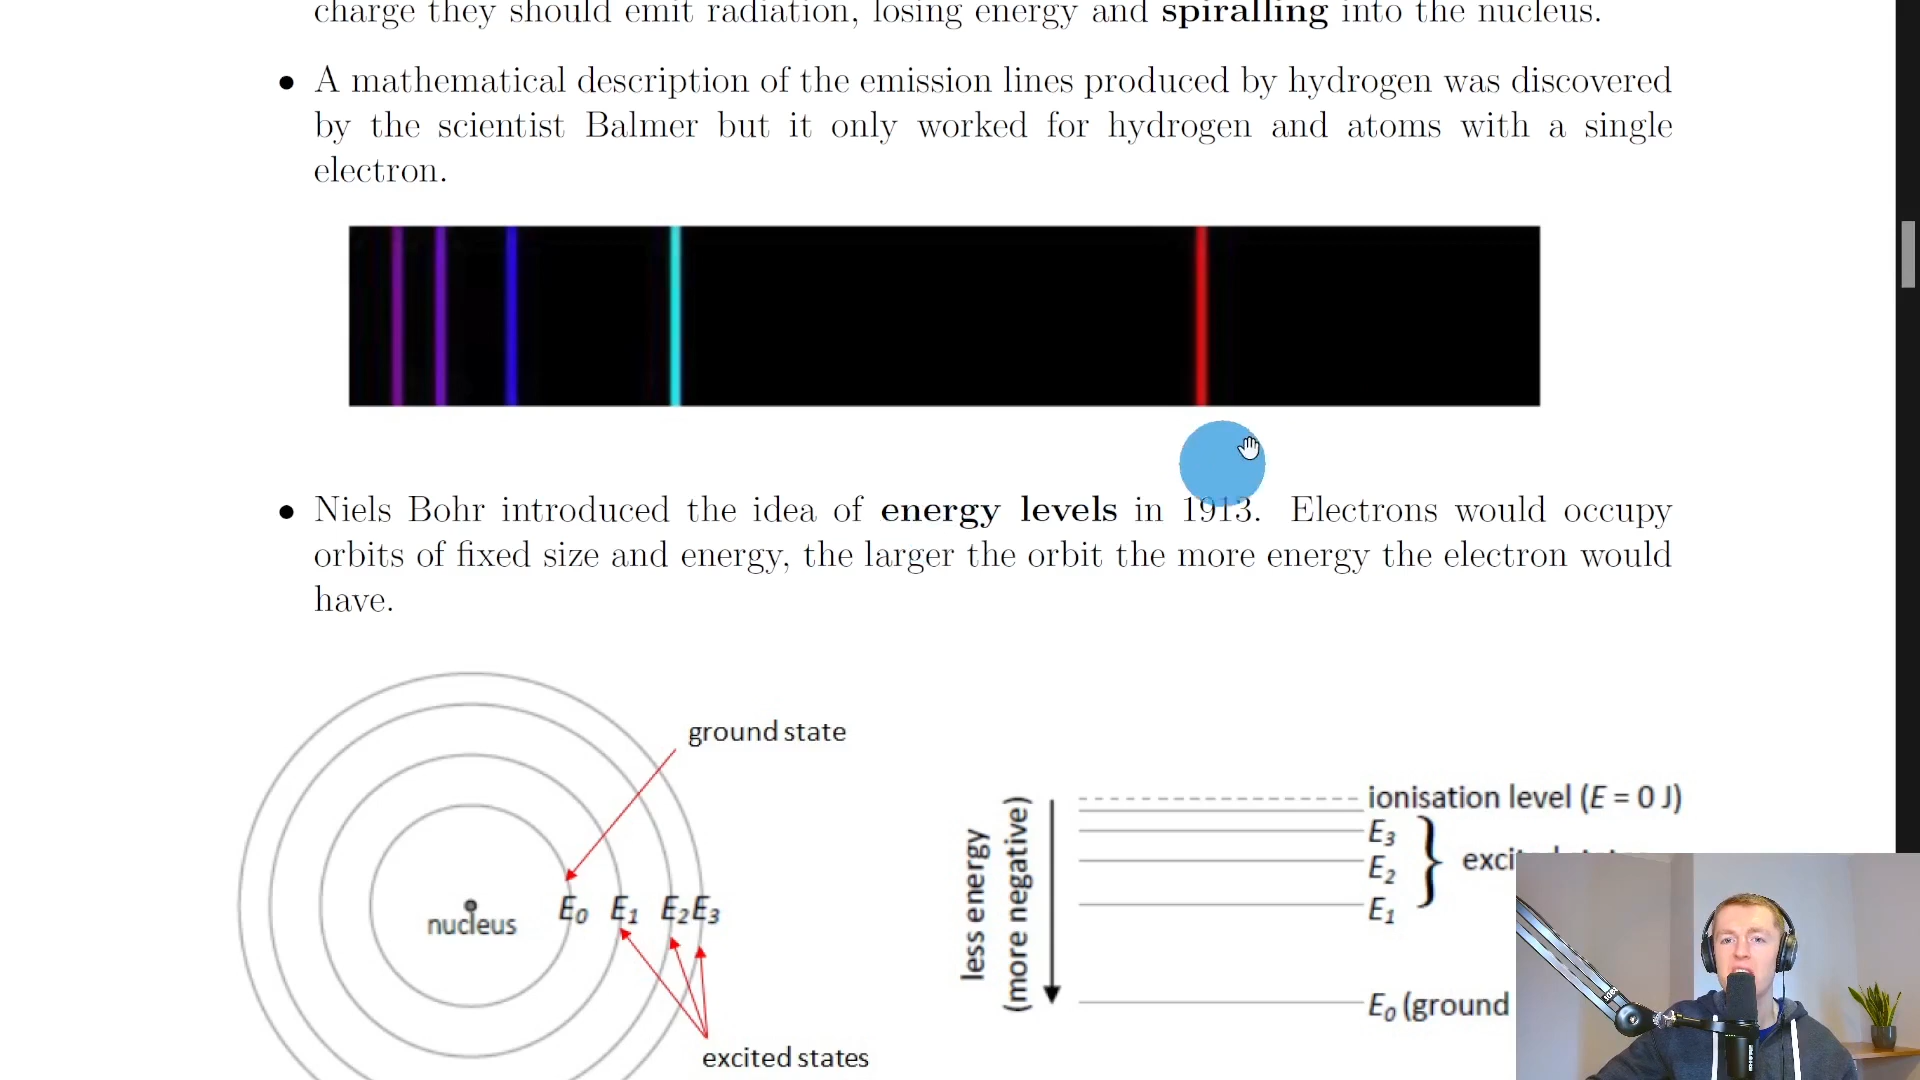 charge they should emit radiation, losing energy and spiralling into the nucleus.
• A mathematical description of the emission lines produced by hydrogen was discovered
by the scientist Balmer but it only worked for hydrogen and atoms with a single
electron.
• Niels Bohr introduced the idea of energy levels in 1913. Electrons would occupy
orbits of fixed size and energy, the larger the orbit the more energy the electron would
have.
ground state
nucleus
E0 E1 E2 E3
excited states
less energy
(more negative)
ionisation level (E = 0 J)
E3
E2
E1
E0 (ground